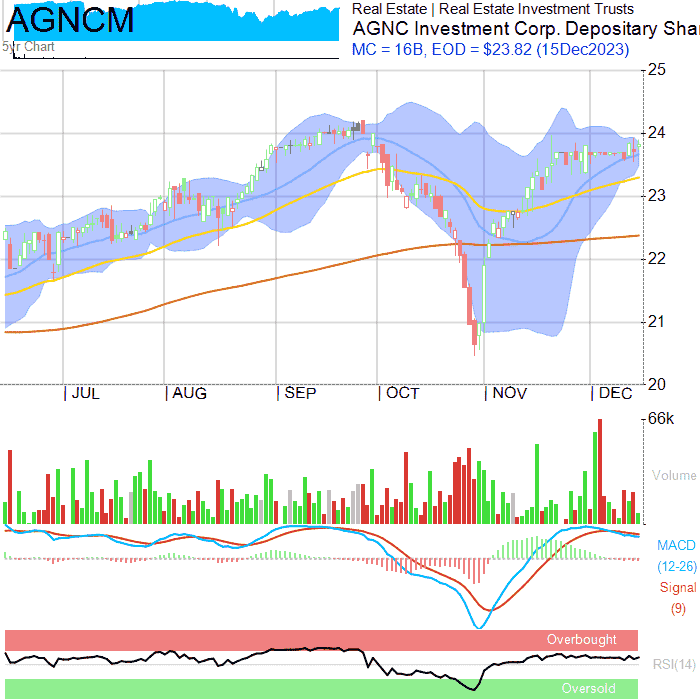 AGNCM
5yr Chart
Real Estate | Real Estate Investment Trusts
AGNC Investment Corp. Depositary Shar
MC = 16B, EOD = $23.82 (15Dec2023)
25
24
23
22
21
20
| JUL | AUG | SEP | OCT | NOV | DEC
66k
Volume
MACD
(12-26)
Signal
(9)
Overbought
RSI(14)
Oversold